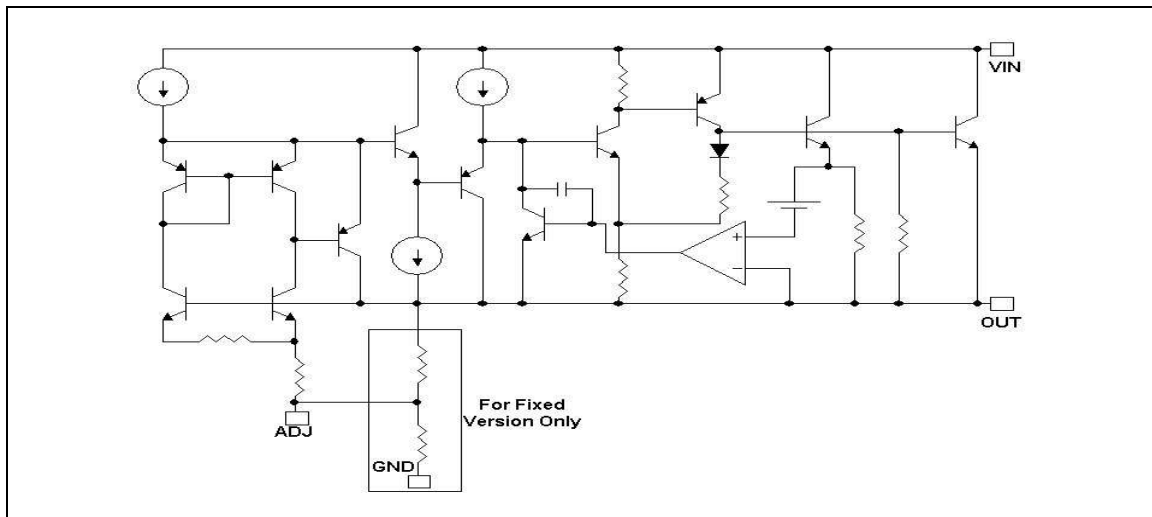 VIN
+
−
OUT
For Fixed
Version Only
ADJ
GND